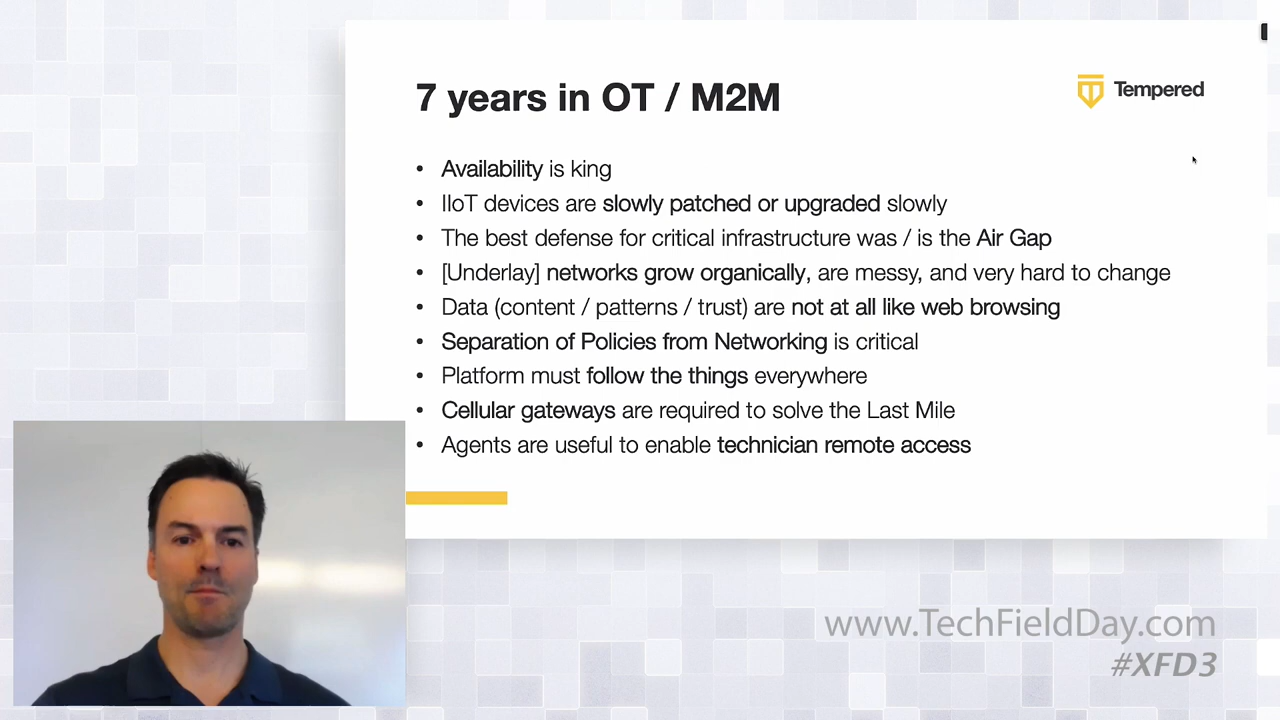 7 years in OT / M2M
Tempered
• Availability is king
• IIoT devices are slowly patched or upgraded slowly
• The best defense for critical infrastructure was / is the Air Gap
• [Underlay] networks grow organically, are messy, and very hard to change
• Data (content / patterns / trust) are not at all like web browsing
• Separation of Policies from Networking is critical
• Platform must follow the things everywhere
• Cellular gateways are required to solve the Last Mile
• Agents are useful to enable technician remote access
www.TechFieldDay.com
#XFD3